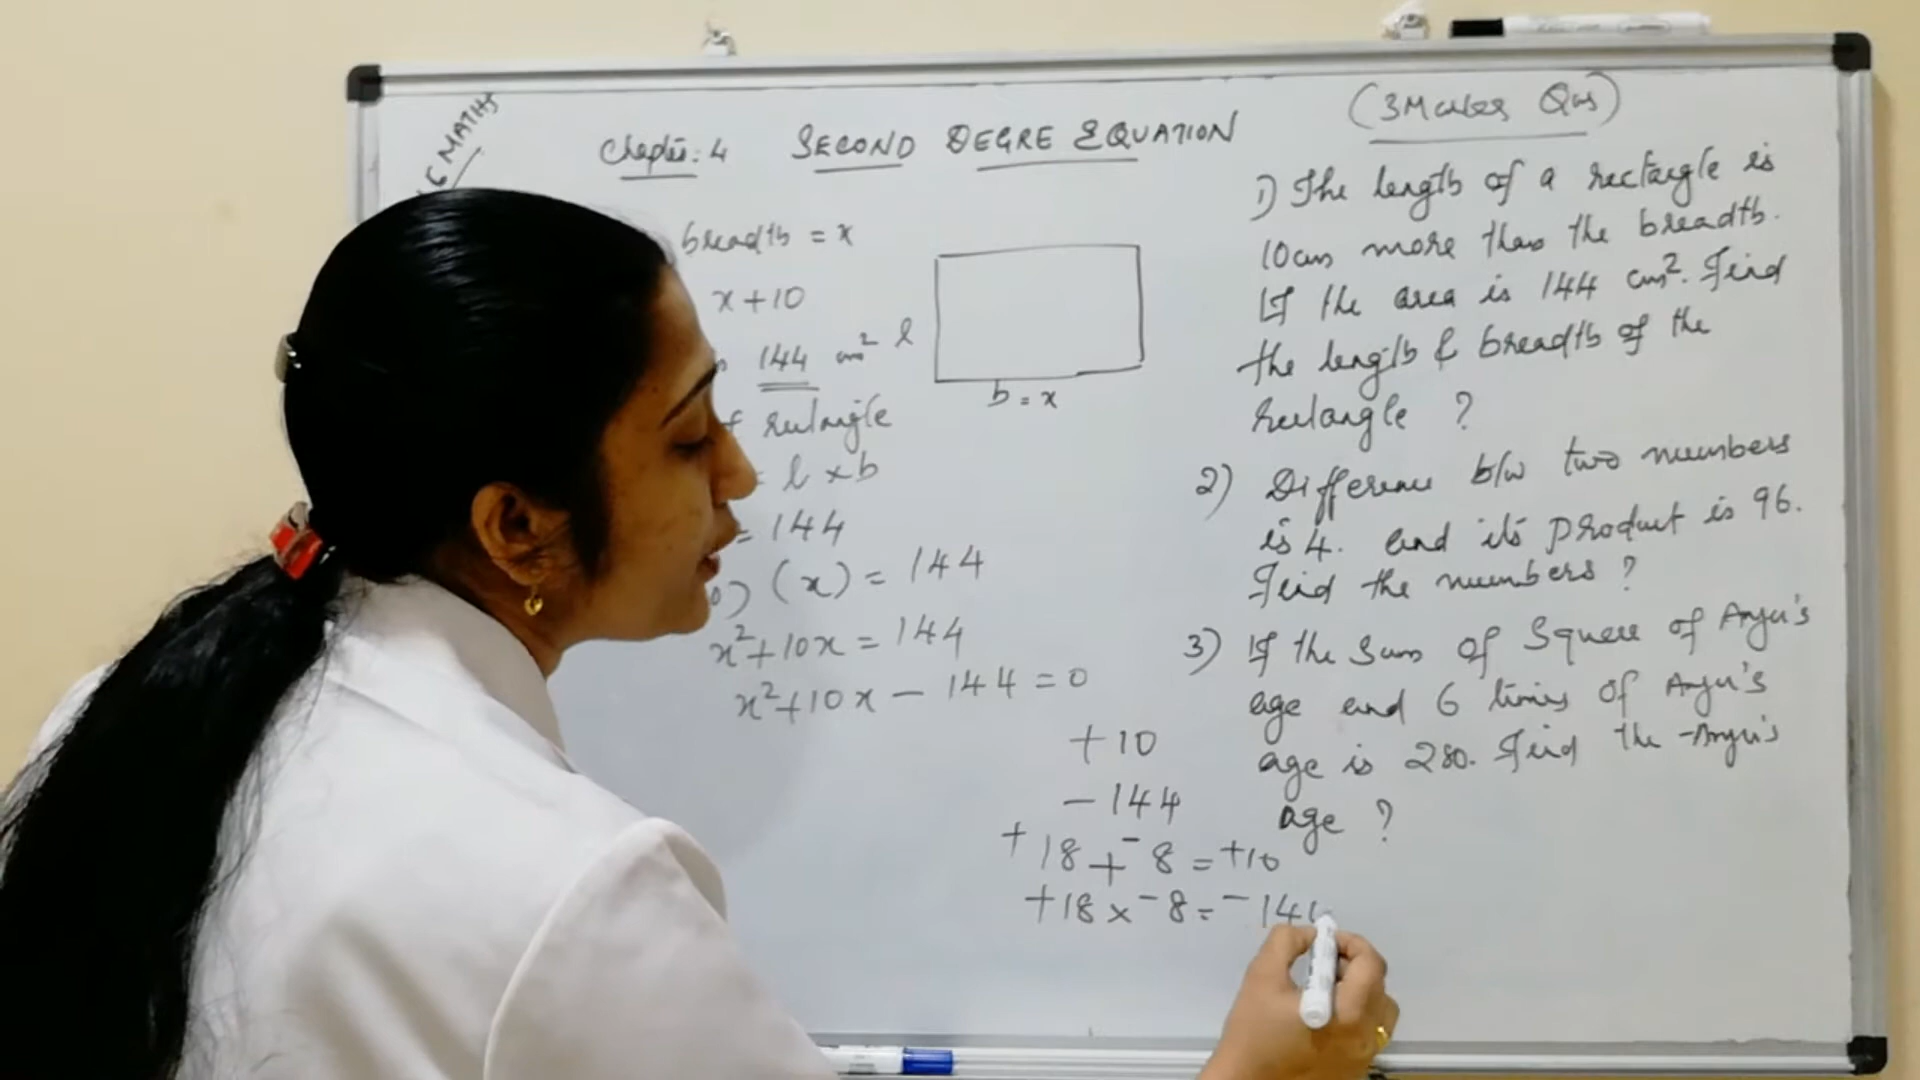 MATHS
Chapter: 4 SECOND DEGRE EQUATION
(3 Marks Qus)
breadth = x
x+10
144 cm²
l
b = x
rectangle
= l × b
= 144
) (x) = 144
x²+10x = 144
x²+10x - 144 = 0
+10
-144
+18 + -8 = +10
+18 x -8 = -144
1) The length of a rectangle is
10cm more than the breadth.
If the area is 144 cm². Find
the length & breadth of the
rectangle ?
2) Difference b/w two numbers
is 4. and its product is 96.
Find the numbers ?
3) If the Sum of Square of Anju's
age and 6 times of Anju's
age is 280. Find the Anju's
age ?